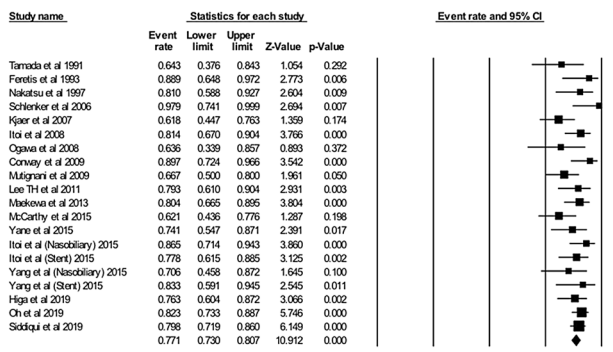 Study name Statistics for each study Event rate and 95% CI
Event Lower Upper
rate limit limit Z-Value p-Value
Tamada et al 1991 0.643 0.376 0.843 1.054 0.292
Feretis et al 1993 0.889 0.648 0.972 2.773 0.006
Nakatsu et al 1997 0.810 0.588 0.927 2.604 0.009
Schlenker et al 2006 0.979 0.741 0.999 2.694 0.007
Kjaer et al 2007 0.618 0.447 0.763 1.359 0.174
Itoi et al 2008 0.814 0.670 0.904 3.766 0.000
Ogawa et al 2008 0.636 0.339 0.857 0.893 0.372
Conway et al 2009 0.897 0.724 0.966 3.542 0.000
Mutignani et al 2009 0.667 0.500 0.800 1.961 0.050
Lee TH et al 2011 0.793 0.610 0.904 2.931 0.003
Maekewa et al 2013 0.804 0.665 0.895 3.804 0.000
McCarthy et al 2015 0.621 0.436 0.776 1.287 0.198
Yane et al 2015 0.741 0.547 0.871 2.391 0.017
Itoi et al (Nasobiliary) 2015 0.865 0.714 0.943 3.860 0.000
Itoi et al (Stent) 2015 0.778 0.615 0.885 3.125 0.002
Yang et al (Nasobiliary) 2015 0.706 0.458 0.872 1.645 0.100
Yang et al (Stent) 2015 0.833 0.591 0.945 2.545 0.011
Higa et al 2019 0.763 0.604 0.872 3.066 0.002
Oh et al 2019 0.823 0.733 0.887 5.746 0.000
Siddiqui et al 2019 0.798 0.719 0.860 6.149 0.000
0.771 0.730 0.807 10.912 0.000